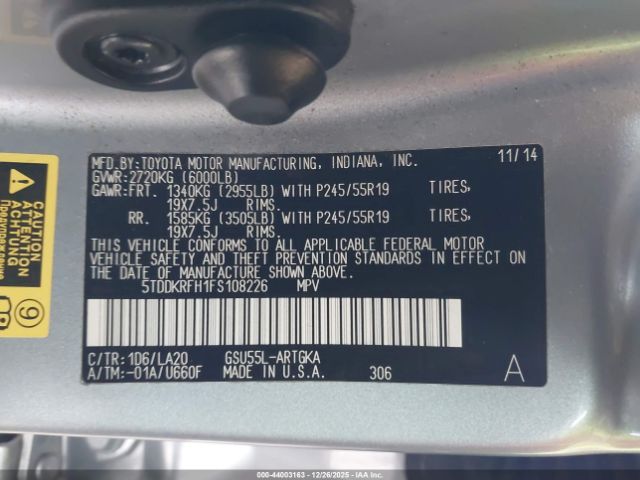 MFD.BY:TOYOTA MOTOR MANUFACTURING, INDIANA, INC. 11/14
GVWR:2720KG (6000LB)
GAWR:FRT. 1340KG (2955LB) WITH P245/55R19 TIRES,
19X7.5J RIMS.
RR. 1585KG (3505LB) WITH P245/55R19 TIRES,
19X7.5J RIMS.
THIS VEHICLE CONFORMS TO ALL APPLICABLE FEDERAL MOTOR
VEHICLE SAFETY AND THEFT PREVENTION STANDARDS IN EFFECT ON
THE DATE OF MANUFACTURE SHOWN ABOVE.
5TDDKRFH1FS108226 MPV
C/TR:1D6/LA20 GSU55L-ARTGKA
A/TM:-01A/U660F MADE IN U.S.A. 306 A
CAUTION
ATTENTION
ACHTUNG
9
000-44003163 - 12/26/2025 - IAA Inc.